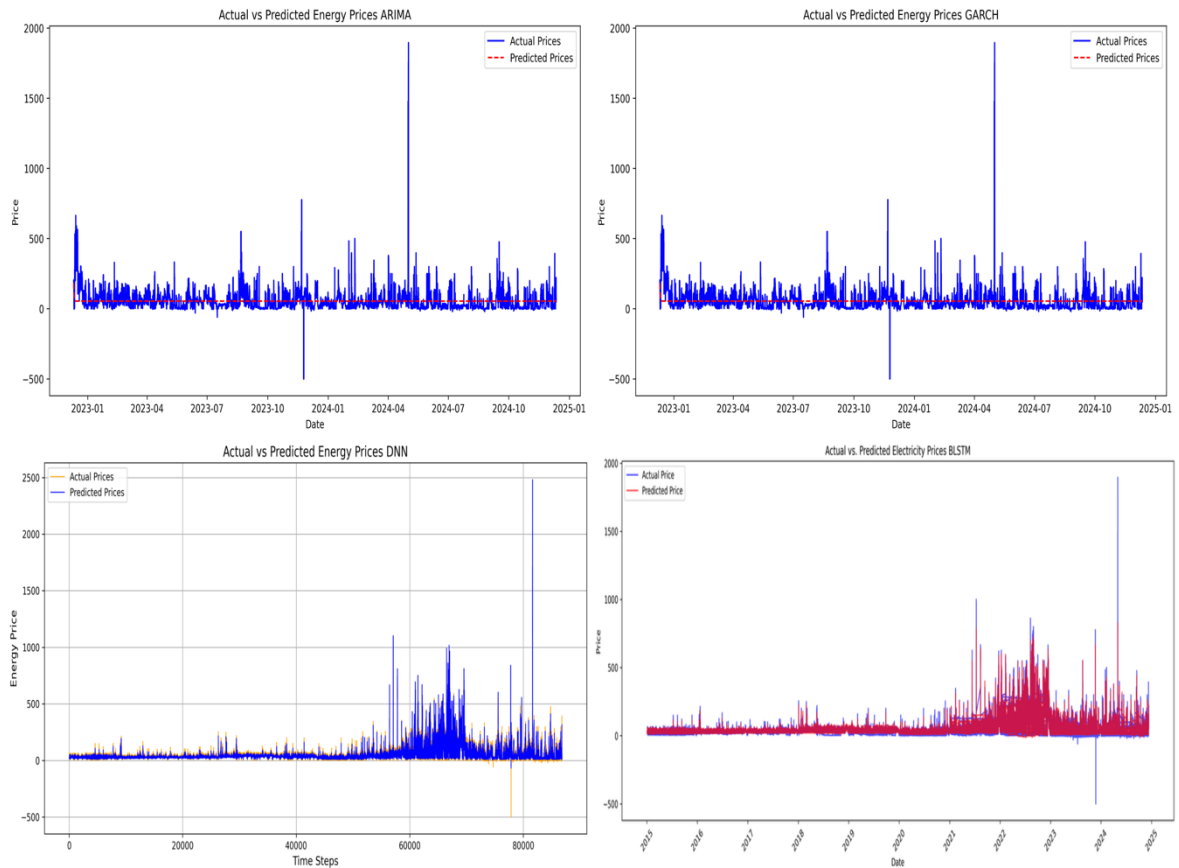 Actual vs Predicted Energy Prices ARIMA
Actual Prices
Predicted Prices
2000
1500
1000
500
0
−500
Price
2023-01 2023-04 2023-07 2023-10 2024-01 2024-04 2024-07 2024-10 2025-01
Date
Actual vs Predicted Energy Prices GARCH
Actual Prices
Predicted Prices
2000
1500
1000
500
0
−500
Price
2023-01 2023-04 2023-07 2023-10 2024-01 2024-04 2024-07 2024-10 2025-01
Date
Actual vs Predicted Energy Prices DNN
Actual Prices
Predicted Prices
2500
2000
1500
1000
500
0
−500
Energy Price
0 20000 40000 60000 80000
Time Steps
Actual vs. Predicted Electricity Prices BLSTM
Actual Price
Predicted Price
2000
1500
1000
500
0
−500
Price
2015 2016 2017 2018 2019 2020 2021 2022 2023 2024 2025
Date